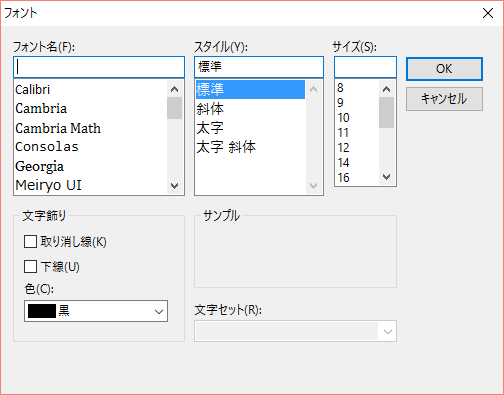 フォント
フォント名(F):
スタイル(Y):
サイズ(S):
標準
OK
キャンセル
Calibri
Cambria
Cambria Math
Consolas
Georgia
Meiryo UI
標準
斜体
太字
太字 斜体
8
9
10
11
12
14
16
文字飾り
取り消し線(K)
下線(U)
色(C):
黒
サンプル
文字セット(R):